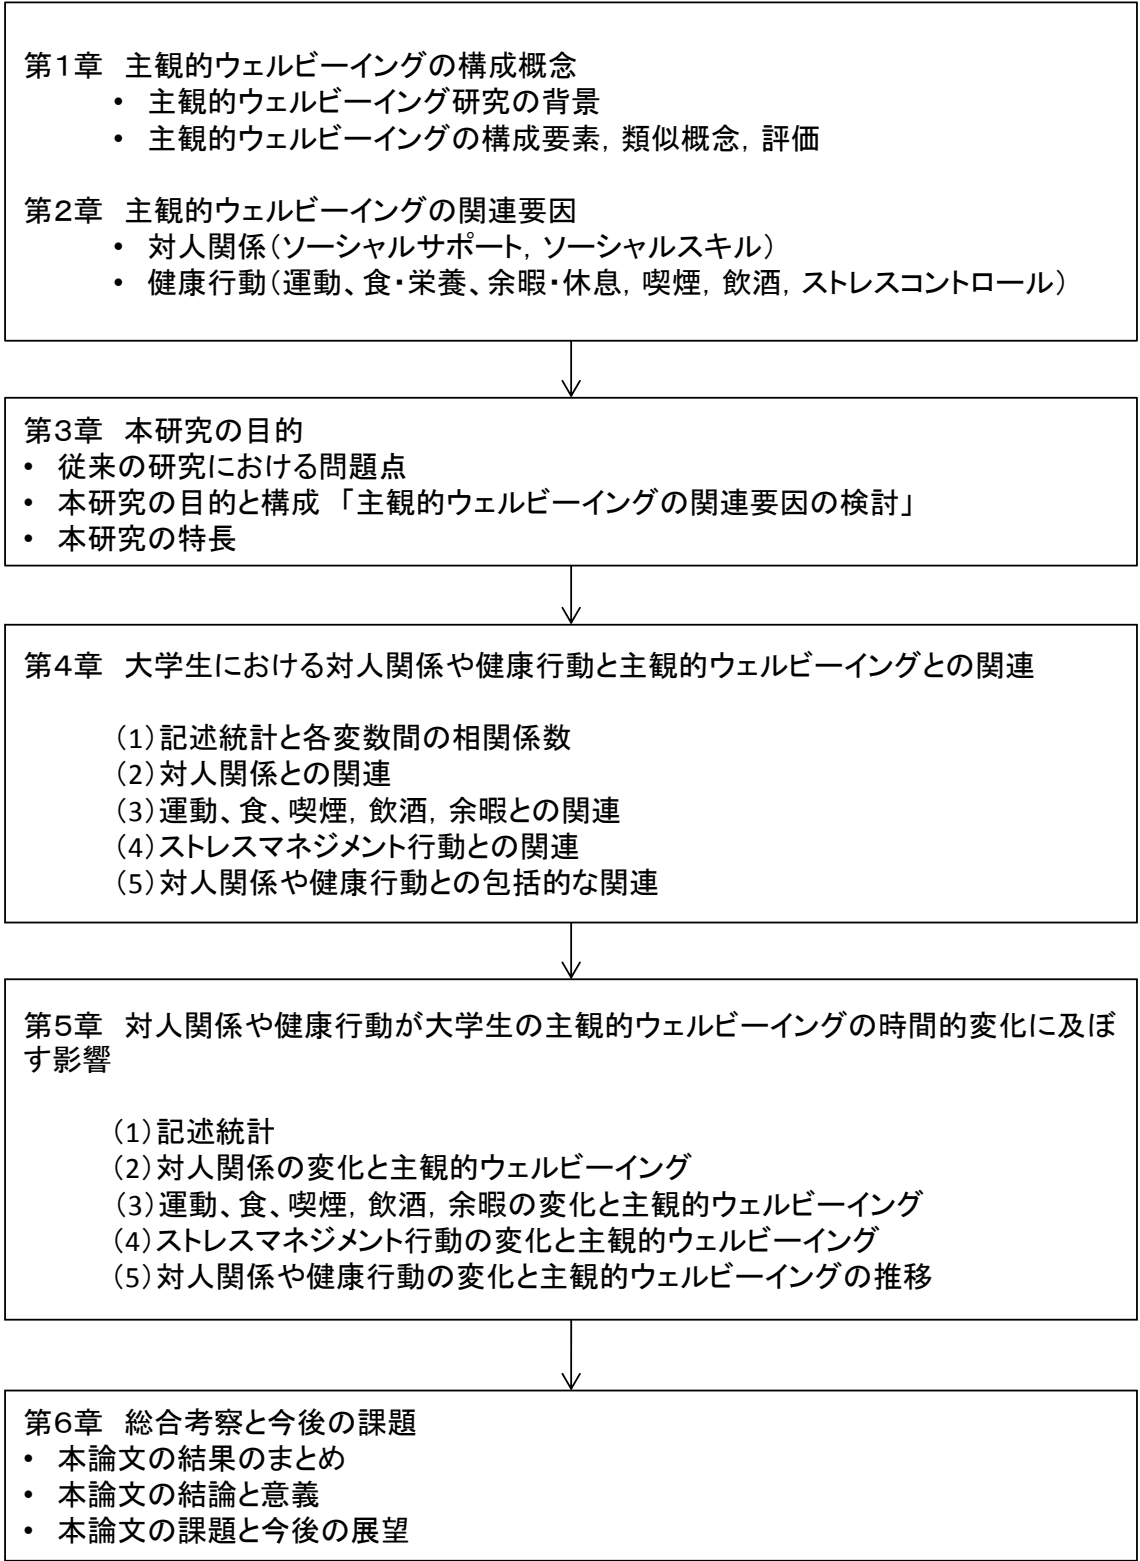 第1章　主観的ウェルビーイングの構成概念
• 主観的ウェルビーイング研究の背景
• 主観的ウェルビーイングの構成要素, 類似概念, 評価
第2章　主観的ウェルビーイングの関連要因
• 対人関係(ソーシャルサポート, ソーシャルスキル)
• 健康行動(運動、食・栄養、余暇・休息, 喫煙, 飲酒, ストレスコントロール)
第3章　本研究の目的
• 従来の研究における問題点
• 本研究の目的と構成 「主観的ウェルビーイングの関連要因の検討」
• 本研究の特長
第4章　大学生における対人関係や健康行動と主観的ウェルビーイングとの関連
(1)記述統計と各変数間の相関係数
(2)対人関係との関連
(3)運動、食、喫煙, 飲酒, 余暇との関連
(4)ストレスマネジメント行動との関連
(5)対人関係や健康行動との包括的な関連
第5章　対人関係や健康行動が大学生の主観的ウェルビーイングの時間的変化に及ぼ
す影響
(1)記述統計
(2)対人関係の変化と主観的ウェルビーイング
(3)運動、食、喫煙, 飲酒, 余暇の変化と主観的ウェルビーイング
(4)ストレスマネジメント行動の変化と主観的ウェルビーイング
(5)対人関係や健康行動の変化と主観的ウェルビーイングの推移
第6章　総合考察と今後の課題
• 本論文の結果のまとめ
• 本論文の結論と意義
• 本論文の課題と今後の展望